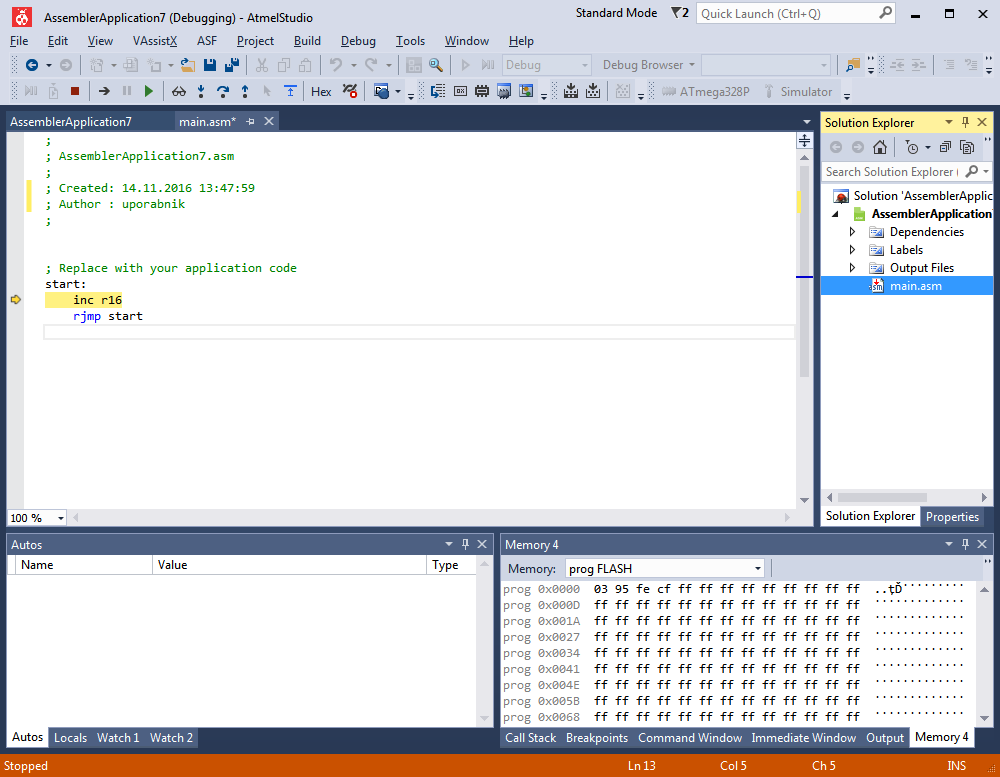 AssemblerApplication7 (Debugging) - AtmelStudio
Standard Mode 2 Quick Launch (Ctrl+Q)
File Edit View VAssistX ASF Project Build Debug Tools Window Help
Debug Debug Browser
Hex ATmega328P Simulator
AssemblerApplication7 main.asm*
;
; AssemblerApplication7.asm
;
; Created: 14.11.2016 13:47:59
; Author : uporabnik
;
; Replace with your application code
start:
inc r16
rjmp start
100 %
Solution Explorer
Search Solution Explorer (
Solution 'AssemblerApplic
AssemblerApplication
Dependencies
Labels
Output Files
main.asm
Solution Explorer Properties
Autos
Name Value Type
Autos Locals Watch 1 Watch 2
Memory 4
Memory: prog FLASH
prog 0x0000 03 95 fe cf ff ff ff ff ff ff ff ff ff ..ţĎ.........
prog 0x000D ff ff ff ff ff ff ff ff ff ff ff ff ff .............
prog 0x001A ff ff ff ff ff ff ff ff ff ff ff ff ff .............
prog 0x0027 ff ff ff ff ff ff ff ff ff ff ff ff ff .............
prog 0x0034 ff ff ff ff ff ff ff ff ff ff ff ff ff .............
prog 0x0041 ff ff ff ff ff ff ff ff ff ff ff ff ff .............
prog 0x004E ff ff ff ff ff ff ff ff ff ff ff ff ff .............
prog 0x005B ff ff ff ff ff ff ff ff ff ff ff ff ff .............
prog 0x0068 ff ff ff ff ff ff ff ff ff ff ff ff ff .............
Call Stack Breakpoints Command Window Immediate Window Output Memory 4
Stopped Ln 13 Col 5 Ch 5 INS